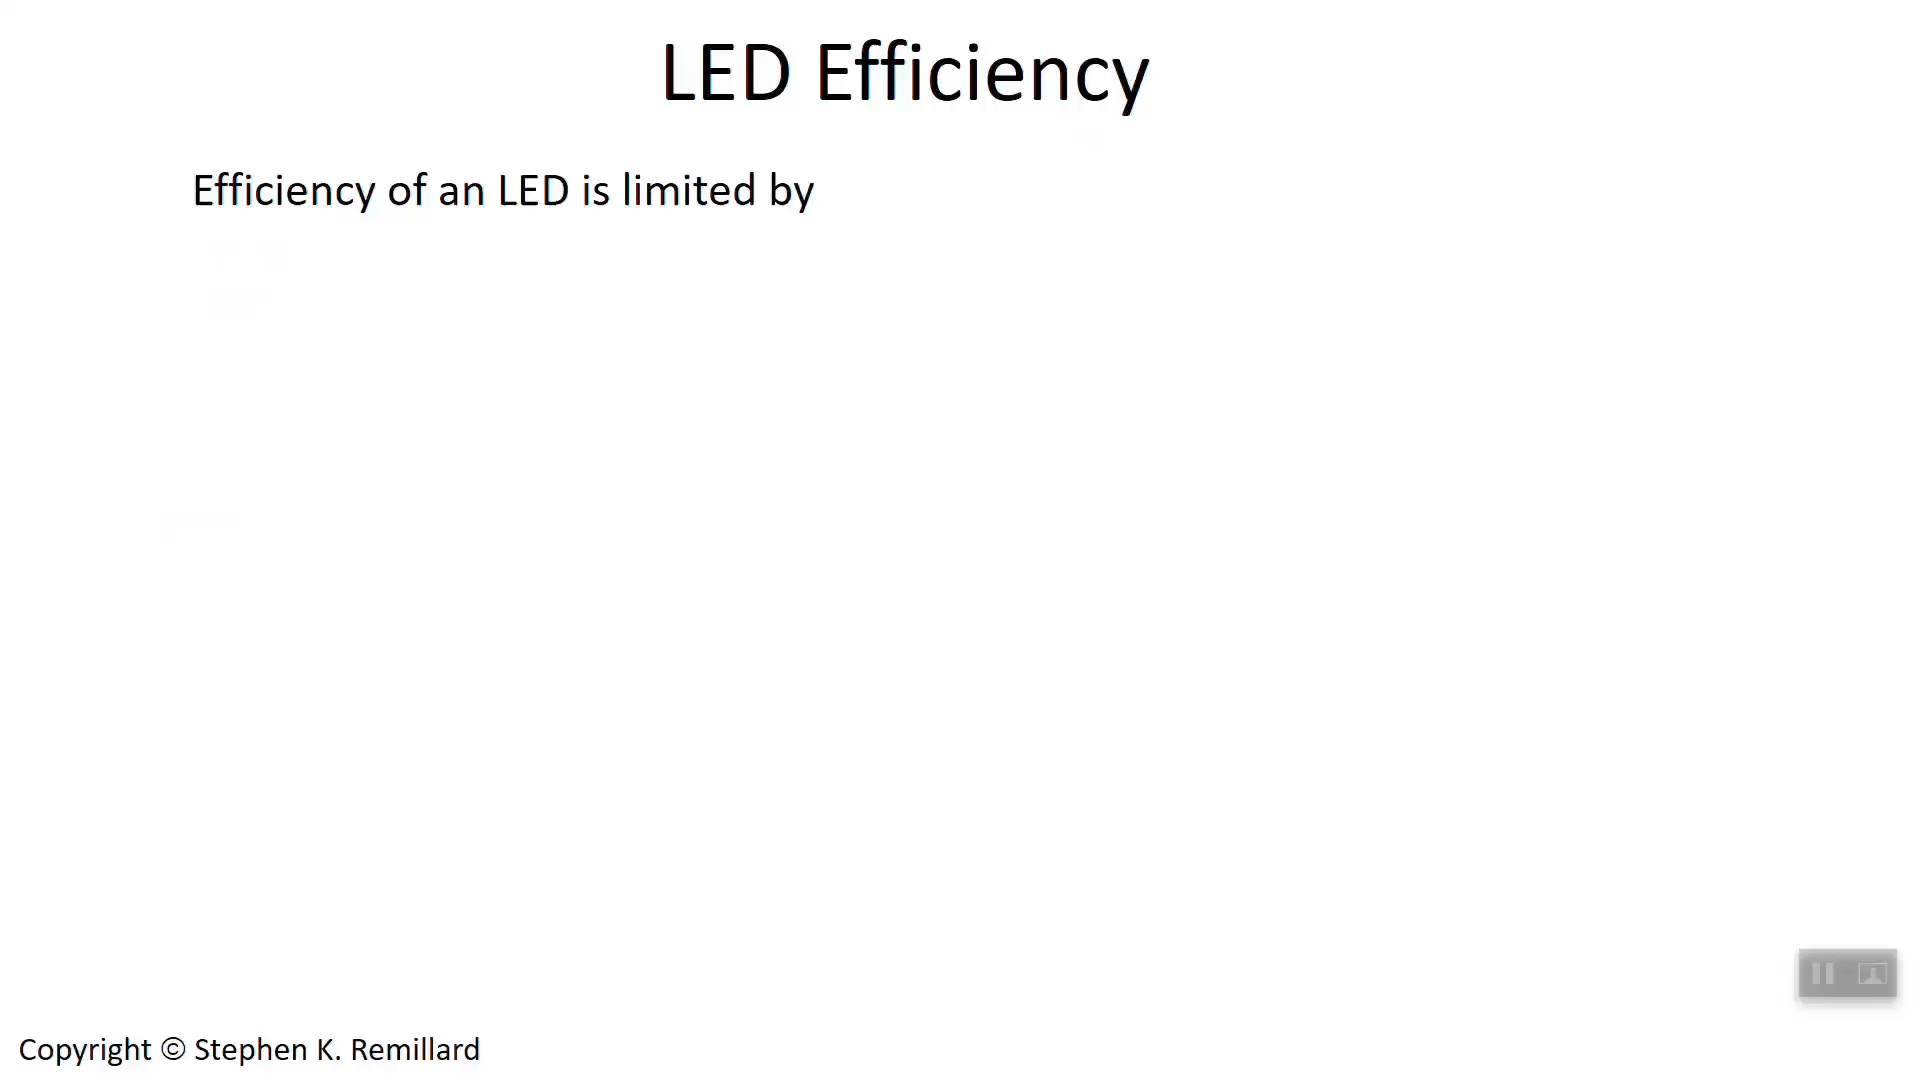 LED Efficiency
Efficiency of an LED is limited by
Copyright © Stephen K. Remillard